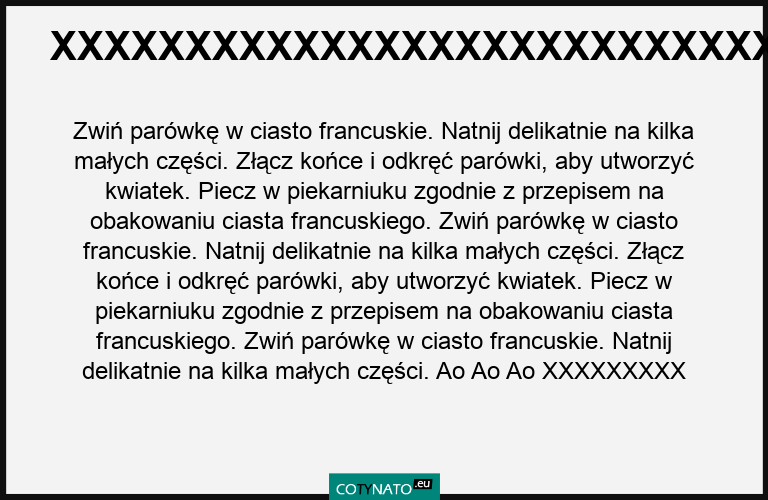 XXXXXXXXXXXXXXXXXXXXXXXXXXX
Zwiń parówkę w ciasto francuskie. Natnij delikatnie na kilka
małych części. Złącz końce i odkręć parówki, aby utworzyć
kwiatek. Piecz w piekarniuku zgodnie z przepisem na
obakowaniu ciasta francuskiego. Zwiń parówkę w ciasto
francuskie. Natnij delikatnie na kilka małych części. Złącz
końce i odkręć parówki, aby utworzyć kwiatek. Piecz w
piekarniuku zgodnie z przepisem na obakowaniu ciasta
francuskiego. Zwiń parówkę w ciasto francuskie. Natnij
delikatnie na kilka małych części. Ao Ao Ao XXXXXXXXX
COTYNATO.eu